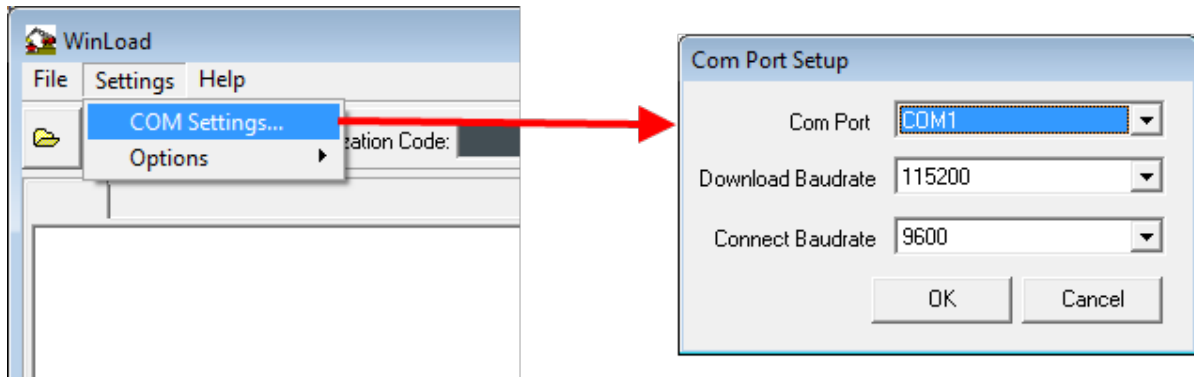 WinLoad
File Settings Help
COM Settings...
Options
zation Code:
Com Port Setup
Com Port COM1
Download Baudrate 115200
Connect Baudrate 9600
OK Cancel